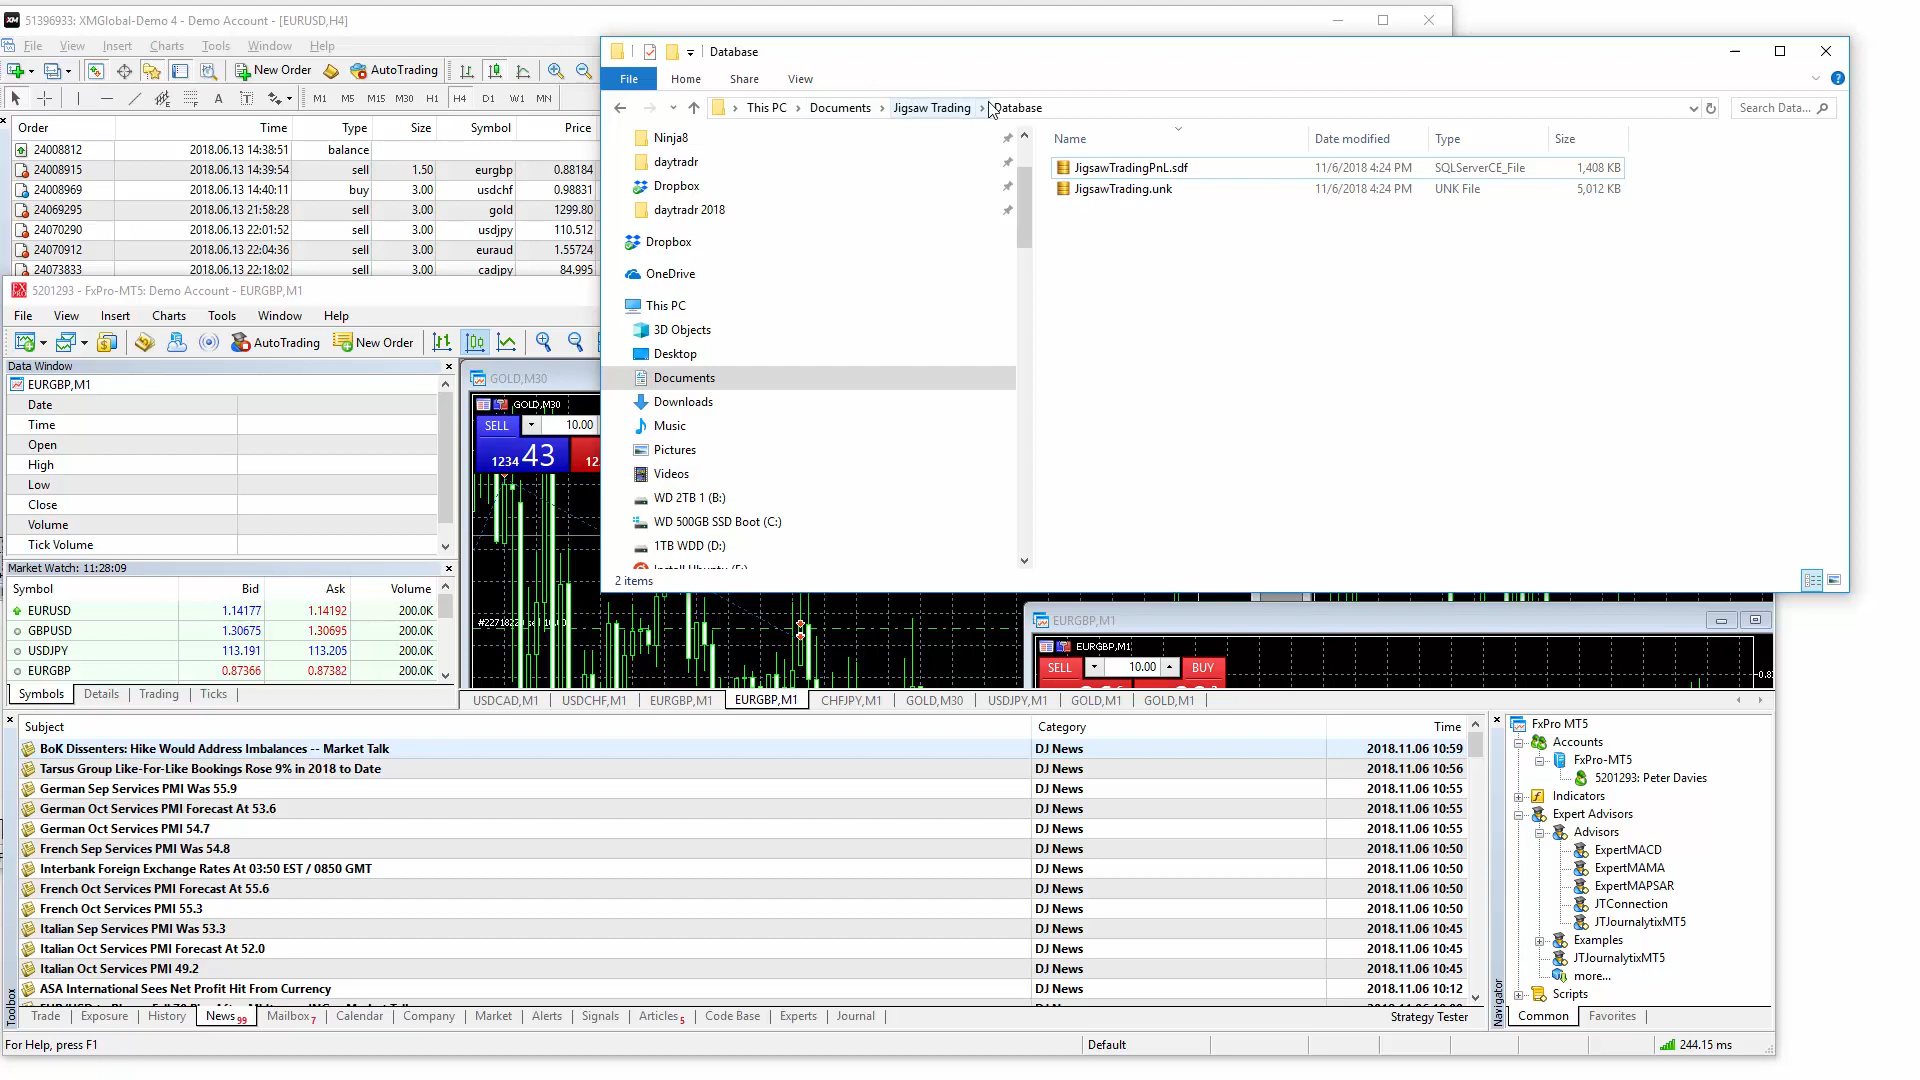 51396933: XMGlobal-Demo 4 - Demo Account - [EURUSD,H4]
File View Insert Charts Tools Window Help
New Order AutoTrading
M1 M5 M15 M30 H1 H4 D1 W1 MN
Order Time Type Size Symbol Price
24008812 2018.06.13 14:38:51 balance
24008915 2018.06.13 14:39:54 sell 1.50 eurgbp 0.88184
24008969 2018.06.13 14:40:11 buy 3.00 usdchf 0.98831
24069295 2018.06.13 21:58:28 sell 3.00 gold 1299.80
24070290 2018.06.13 22:01:52 sell 3.00 usdjpy 110.512
24070912 2018.06.13 22:04:36 sell 3.00 euraud 1.55724
24073833 2018.06.13 22:18:02 sell 3.00 cadjpy 84.995
Database
File Home Share View
This PC Documents Jigsaw Trading Database
Search Data...
Ninja8
daytradr
Dropbox
daytradr 2018
Dropbox
OneDrive
This PC
3D Objects
Desktop
Documents
Downloads
Music
Pictures
Videos
WD 2TB 1 (B:)
WD 500GB SSD Boot (C:)
1TB WDD (D:)
2 items
Name Date modified Type Size
JigsawTradingPnL.sdf 11/6/2018 4:24 PM SQLServerCE_File 1,408 KB
JigsawTrading.unk 11/6/2018 4:24 PM UNK File 5,012 KB
5201293 - FxPro-MT5: Demo Account - EURGBP,M1
File View Insert Charts Tools Window Help
AutoTrading New Order
Data Window
EURGBP,M1
Date
Time
Open
High
Low
Close
Volume
Tick Volume
GOLD,M30
GOLD,M30
SELL 10.00
1234 43 12
Market Watch: 11:28:09
Symbol Bid Ask Volume
EURUSD 1.14177 1.14192 200.0K
GBPUSD 1.30675 1.30695 200.0K
USDJPY 113.191 113.205 200.0K
EURGBP 0.87366 0.87382 200.0K
Symbols Details Trading Ticks
EURGBP,M1
EURGBP,M1
SELL 10.00 BUY
USDCAD,M1 USDCHF,M1 EURGBP,M1 EURGBP,M1 CHFJPY,M1 GOLD,M30 USDJPY,M1 GOLD,M1 GOLD,M1
Subject Category Time
BoK Dissenters: Hike Would Address Imbalances -- Market Talk DJ News 2018.11.06 10:59
Tarsus Group Like-For-Like Bookings Rose 9% in 2018 to Date DJ News 2018.11.06 10:56
German Sep Services PMI Was 55.9 DJ News 2018.11.06 10:55
German Oct Services PMI Forecast At 53.6 DJ News 2018.11.06 10:55
German Oct Services PMI 54.7 DJ News 2018.11.06 10:55
French Sep Services PMI Was 54.8 DJ News 2018.11.06 10:50
Interbank Foreign Exchange Rates At 03:50 EST / 0850 GMT DJ News 2018.11.06 10:50
French Oct Services PMI Forecast At 55.6 DJ News 2018.11.06 10:50
French Oct Services PMI 55.3 DJ News 2018.11.06 10:50
Italian Sep Services PMI Was 53.3 DJ News 2018.11.06 10:45
Italian Oct Services PMI Forecast At 52.0 DJ News 2018.11.06 10:45
Italian Oct Services PMI 49.2 DJ News 2018.11.06 10:45
ASA International Sees Net Profit Hit From Currency DJ News 2018.11.06 10:12
FxPro MT5
Accounts
FxPro-MT5
5201293: Peter Davies
Indicators
Expert Advisors
Advisors
ExpertMACD
ExpertMAMA
ExpertMAPSAR
JTConnection
JTJournalytixMT5
Examples
JTJournalytixMT5
more...
Scripts
Toolbox
Navigator
Trade Exposure History News 99 Mailbox 7 Calendar Company Market Alerts Signals Articles 5 Code Base Experts Journal Strategy Tester
Common Favorites
For Help, press F1 Default 244.15 ms